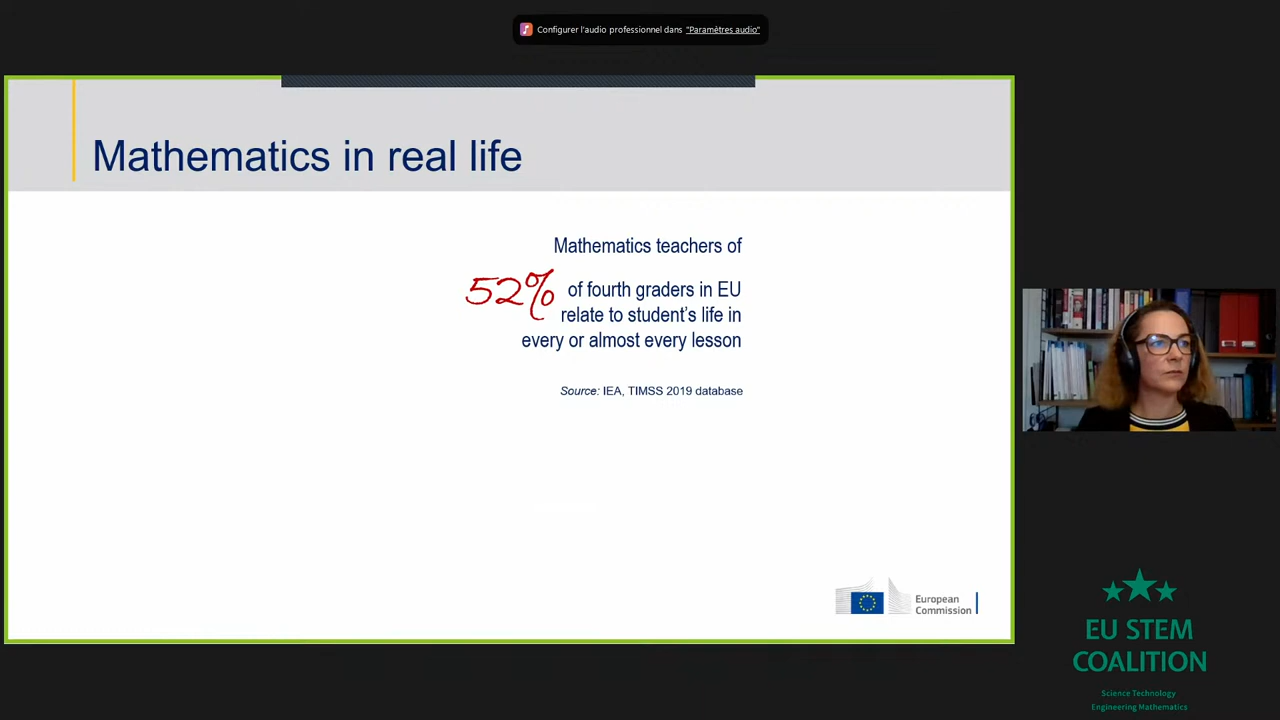 Configurer l'audio professionnel dans "Paramètres audio"
Mathematics in real life
Mathematics teachers of
52% of fourth graders in EU
relate to student's life in
every or almost every lesson
Source: IEA, TIMSS 2019 database
European
Commission
EU STEM
COALITION
Science Technology
Engineering Mathematics